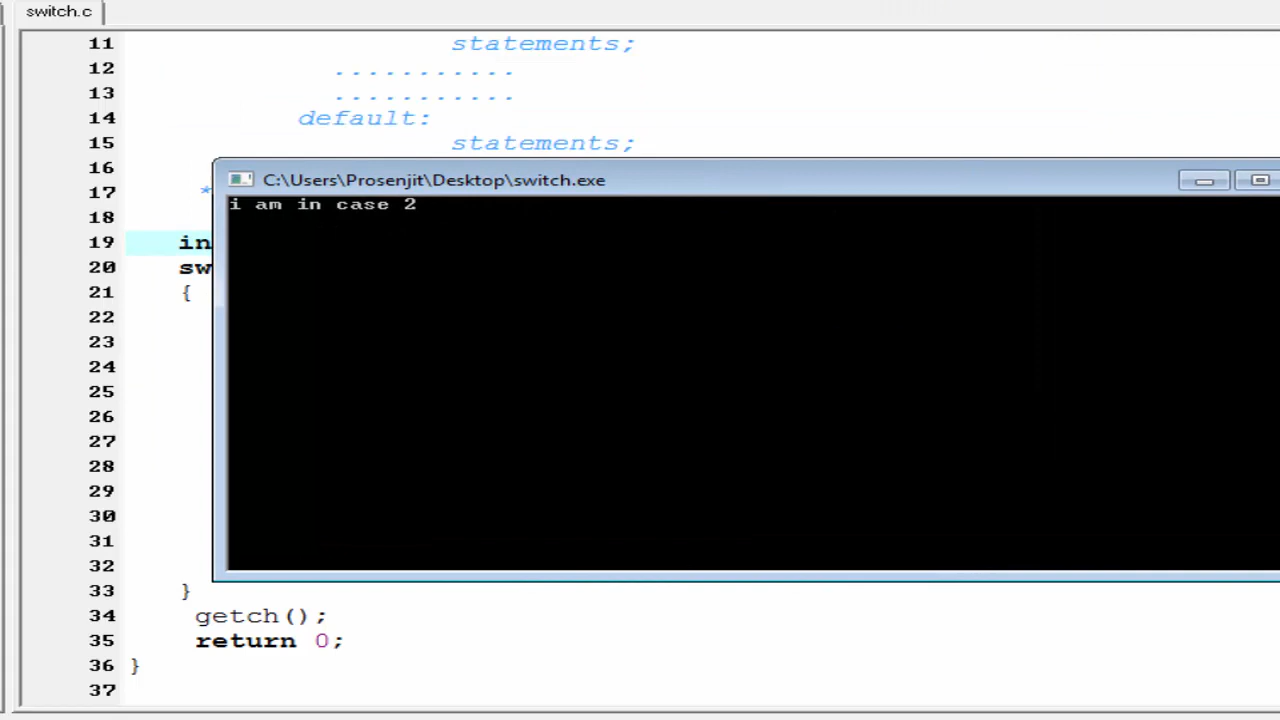 switch.c
11 statements;
12 ...........
13 ...........
14 default:
15 statements;
16
17 *
18
19 in
20 sw
21 {
22
23
24
25
26
27
28
29
30
31
32
33 }
34 getch();
35 return 0;
36 }
37
C:\Users\Prosenjit\Desktop\switch.exe
i am in case 2